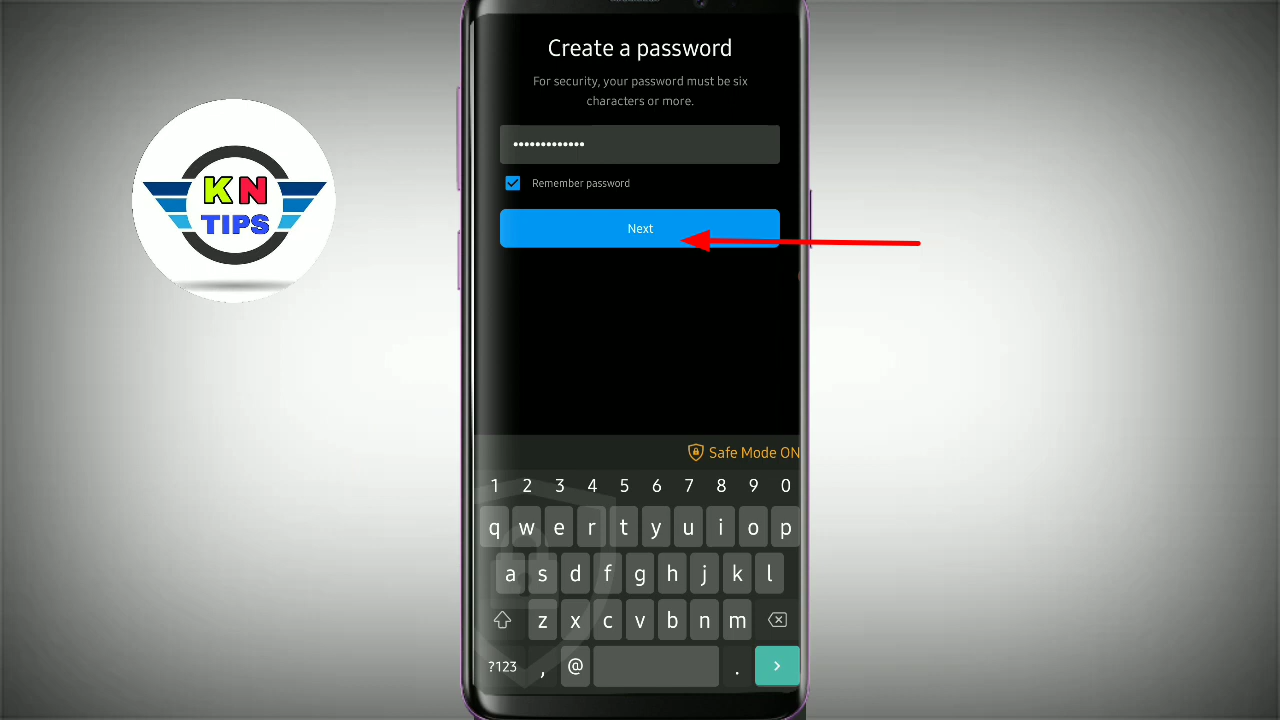 Create a password
For security, your password must be six
characters or more.
•••••••••••••
Remember password
Next
KN
TIPS
Safe Mode ON
1 2 3 4 5 6 7 8 9 0
q w e r t y u i o p
a s d f g h j k l
z x c v b n m
?123 , @ .